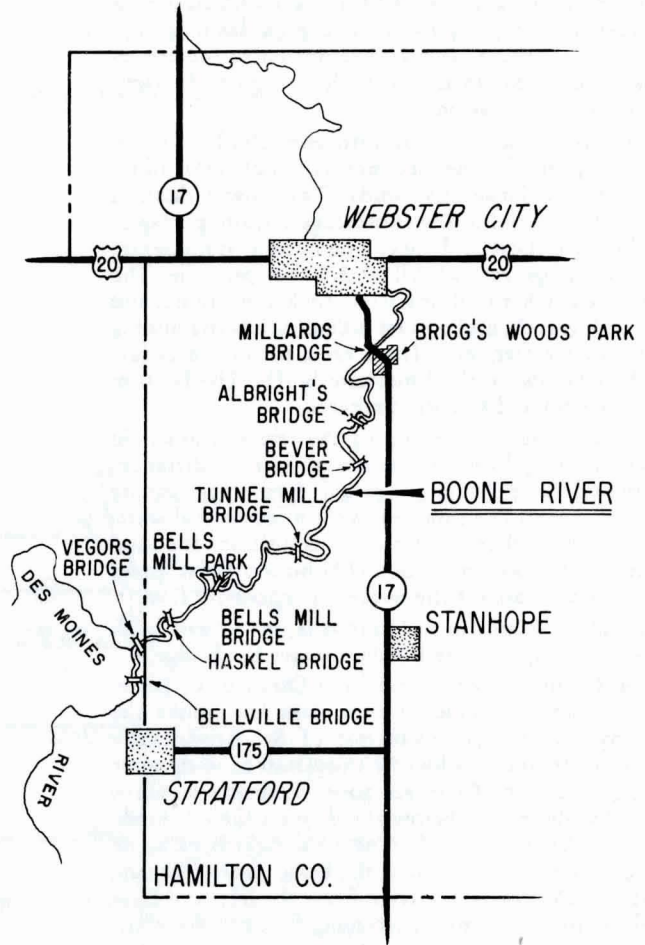 17
WEBSTER CITY
20
20
MILLARDS
BRIDGE
BRIGG'S WOODS PARK
ALBRIGHT'S
BRIDGE
BEVER
BRIDGE
TUNNEL MILL
BRIDGE
BOONE RIVER
VEGORS
BRIDGE
BELLS
MILL PARK
DES MOINES
17
STANHOPE
BELLS MILL
BRIDGE
HASKEL BRIDGE
BELLVILLE BRIDGE
RIVER
175
STRATFORD
HAMILTON CO.